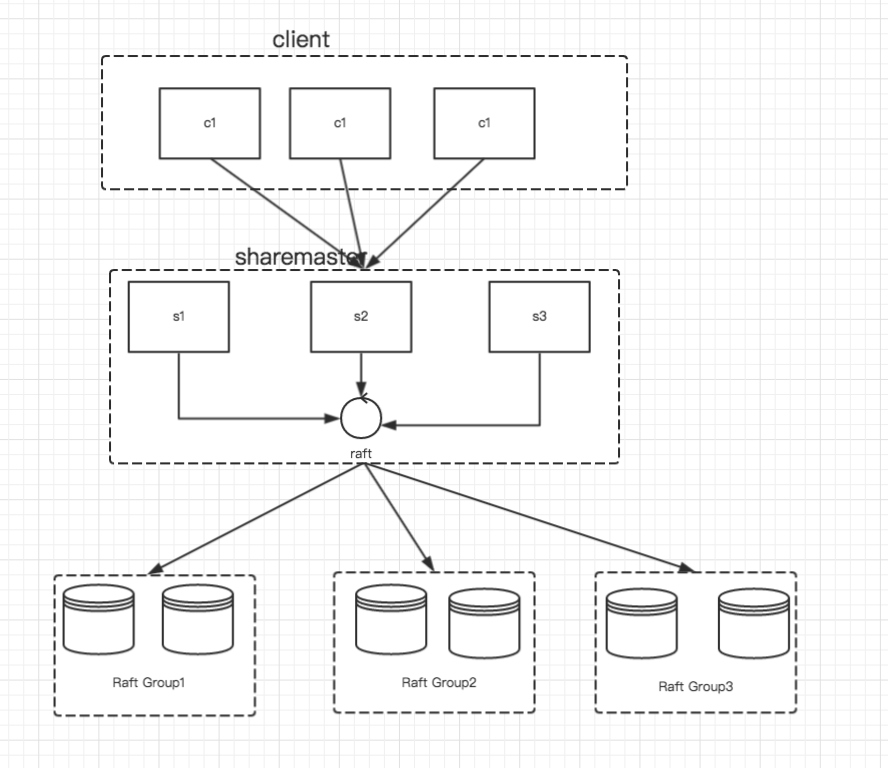 client
c1
c1
c1
sharemaster
s1
s2
s3
raft
Raft Group1
Raft Group2
Raft Group3